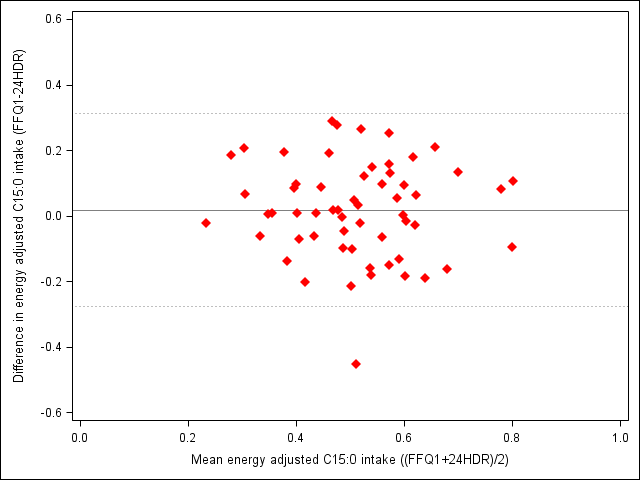 Difference in energy adjusted C15:0 intake (FFQ1-24HDR)
0.6
0.4
0.2
0.0
-0.2
-0.4
-0.6
0.0 0.2 0.4 0.6 0.8 1.0
Mean energy adjusted C15:0 intake ((FFQ1+24HDR)/2)